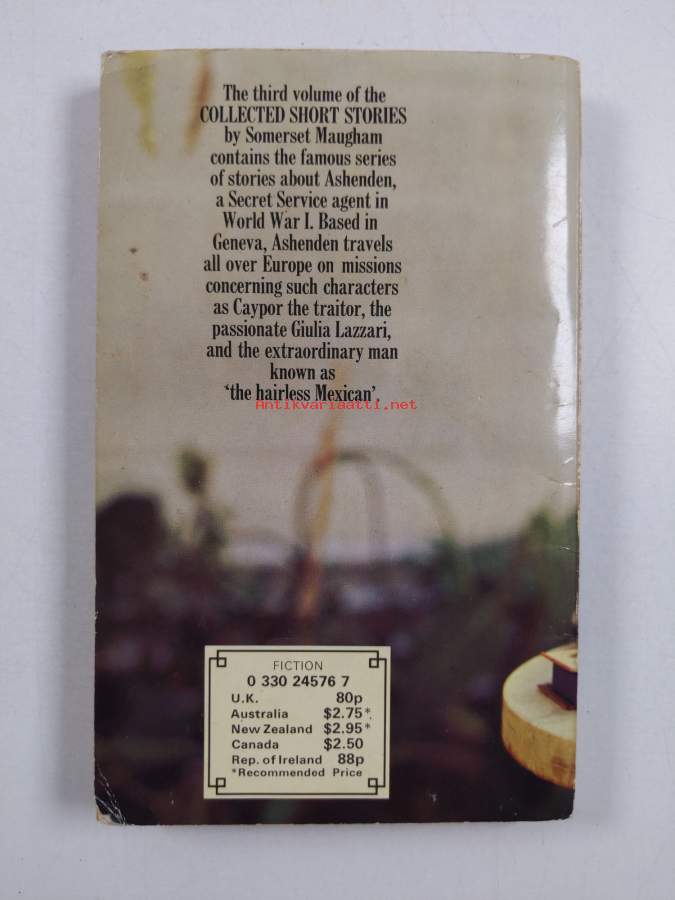 The third volume of the
COLLECTED SHORT STORIES
by Somerset Maugham
contains the famous series
of stories about Ashenden,
a Secret Service agent in
World War I. Based in
Geneva, Ashenden travels
all over Europe on missions
concerning such characters
as Caypor the traitor, the
passionate Giulia Lazzari,
and the extraordinary man
known as
‘the hairless Mexican’.
Antikvariaatti.net
FICTION
0 330 24576 7
U.K. 80p
Australia $2.75*
New Zealand $2.95*
Canada $2.50
Rep. of Ireland 88p
*Recommended Price